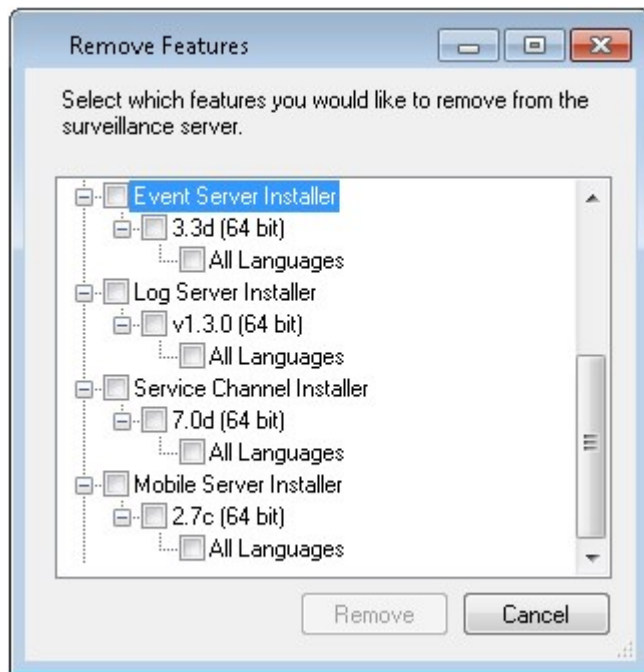 Remove Features
Select which features you would like to remove from the
surveillance server.
Event Server Installer
3.3d (64 bit)
All Languages
Log Server Installer
v1.3.0 (64 bit)
All Languages
Service Channel Installer
7.0d (64 bit)
All Languages
Mobile Server Installer
2.7c (64 bit)
All Languages
Remove
Cancel